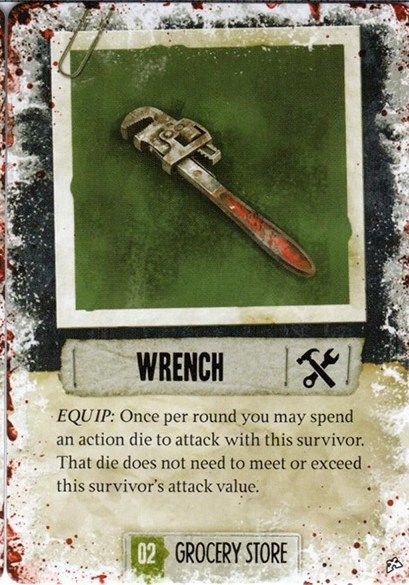 WRENCH
EQUIP: Once per round you may spend
an action die to attack with this survivor.
That die does not need to meet or exceed
this survivor's attack value.
02 GROCERY STORE